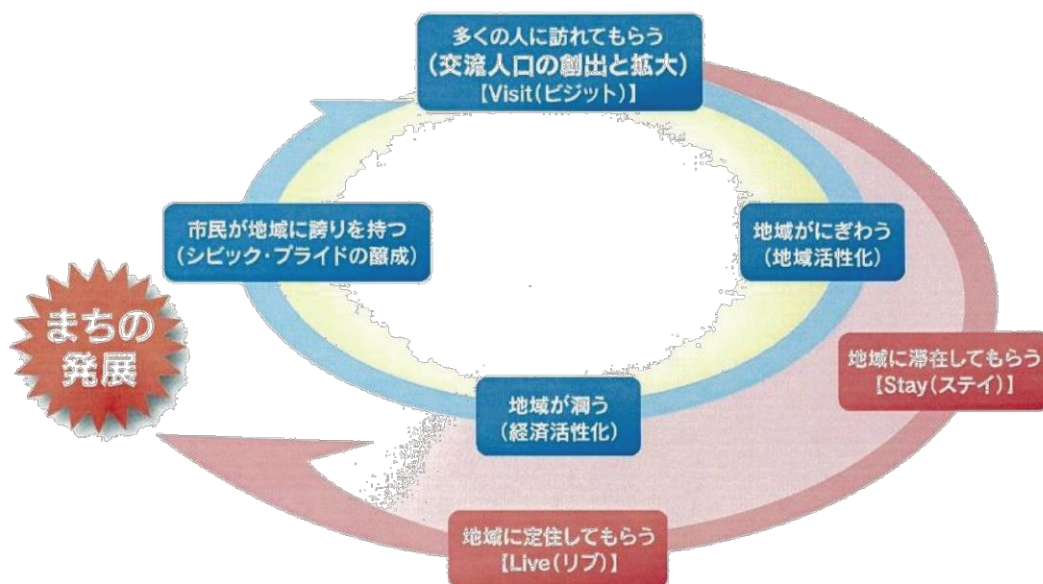 多くの人に訪れてもらう
(交流人口の創出と拡大)
【Visit(ビジット)】
市民が地域に誇りを持つ
(シビック・プライドの醸成)
地域がにぎわう
(地域活性化)
まちの
発展
地域に滞在してもらう
【Stay(ステイ)】
地域が潤う
(経済活性化)
地域に定住してもらう
【Live(リブ)】